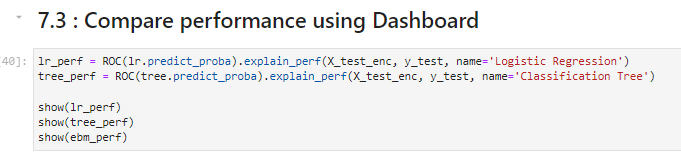 7.3 : Compare performance using Dashboard
[40]:
lr_perf = ROC(lr.predict_proba).explain_perf(X_test_enc, y_test, name='Logistic Regression')
tree_perf = ROC(tree.predict_proba).explain_perf(X_test_enc, y_test, name='Classification Tree')
show(lr_perf)
show(tree_perf)
show(ebm_perf)